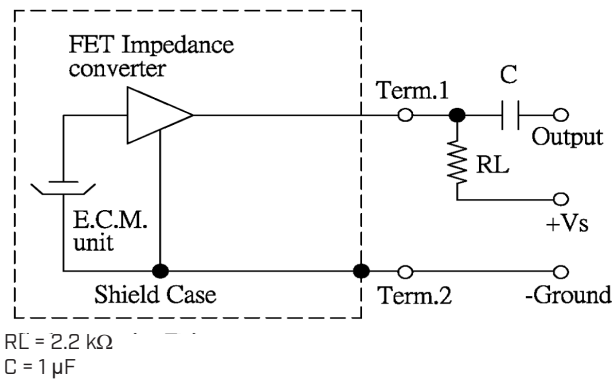 FET Impedance
converter
Term.1
C
Output
RL
+Vs
E.C.M.
unit
Shield Case
Term.2
-Ground
RL = 2.2 kΩ
C = 1 µF